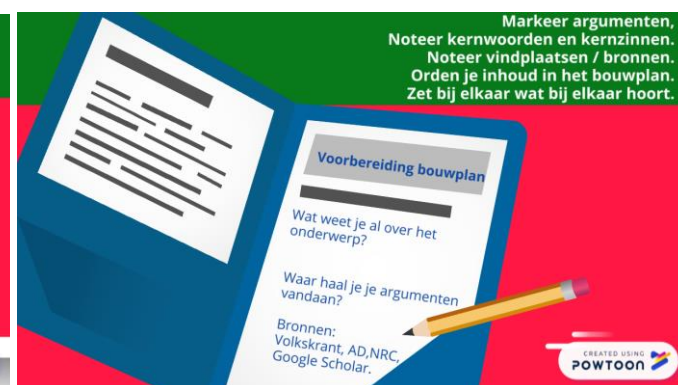 Markeer argumenten,
Noteer kernwoorden en kernzinnen.
Noteer vindplaatsen / bronnen.
Orden je inhoud in het bouwplan.
Zet bij elkaar wat bij elkaar hoort.
Voorbereiding bouwplan
Wat weet je al over het
onderwerp?
Waar haal je je argumenten
vandaan?
Bronnen:
Volkskrant, AD,NRC,
Google Scholar.
CREATED USING
POWTOON